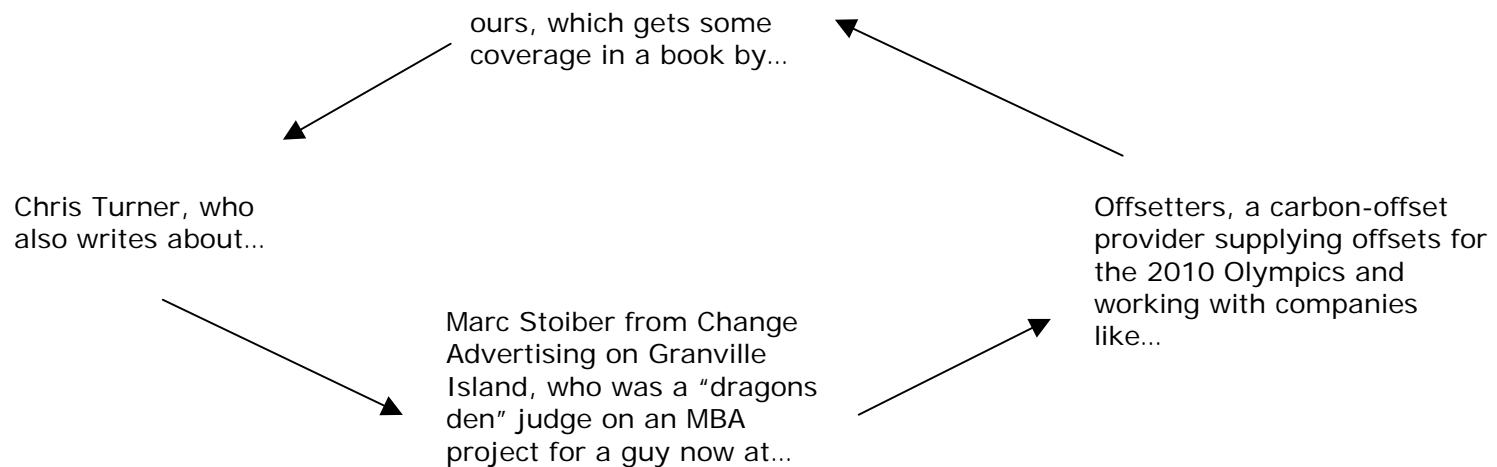 ours, which gets some
coverage in a book by…
Chris Turner, who
also writes about…
Marc Stoiber from Change
Advertising on Granville
Island, who was a “dragons
den” judge on an MBA
project for a guy now at…
Offsetters, a carbon-offset
provider supplying offsets for
the 2010 Olympics and
working with companies
like…